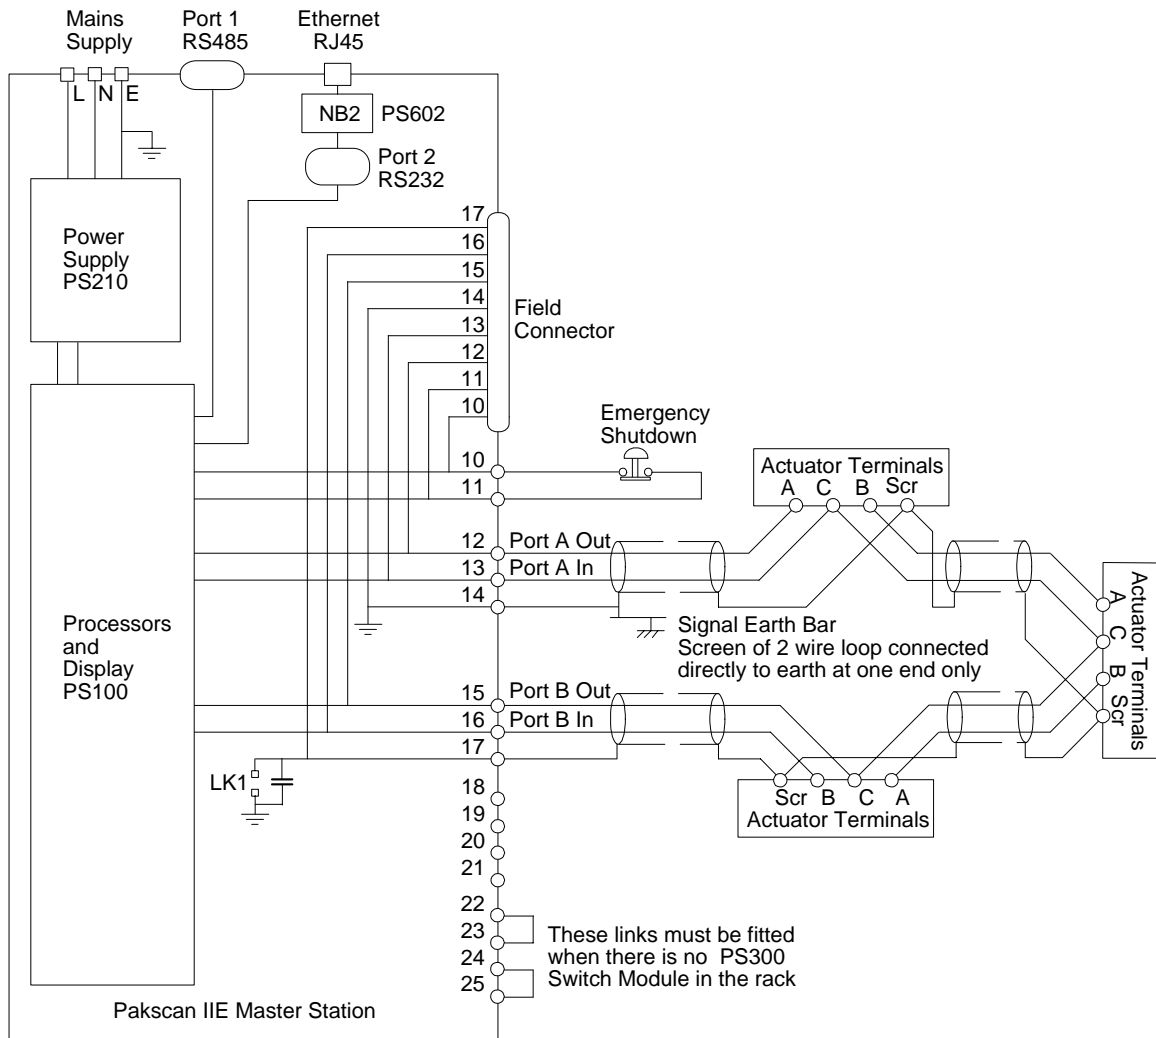 Mains
Supply
Port 1
RS485
Ethernet
RJ45
L N E
NB2
PS602
Port 2
RS232
Power
Supply
PS210
17
16
15
14
13
12
11
10
Field
Connector
Emergency
Shutdown
10
11
Actuator Terminals
A C B Scr
12 Port A Out
13 Port A In
14
Signal Earth Bar
Screen of 2 wire loop connected
directly to earth at one end only
Actuator Terminals
A C B Scr
Processors
and
Display
PS100
15 Port B Out
16 Port B In
17
LK1
Scr B C A
Actuator Terminals
18
19
20
21
22
23
24
25
These links must be fitted
when there is no PS300
Switch Module in the rack
Pakscan IIE Master Station